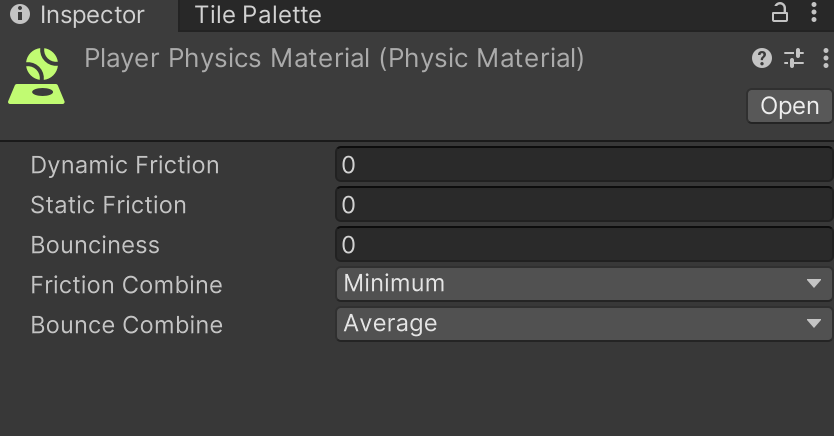 Inspector Tile Palette
Player Physics Material (Physic Material)
Open
Dynamic Friction 0
Static Friction 0
Bounciness 0
Friction Combine Minimum
Bounce Combine Average